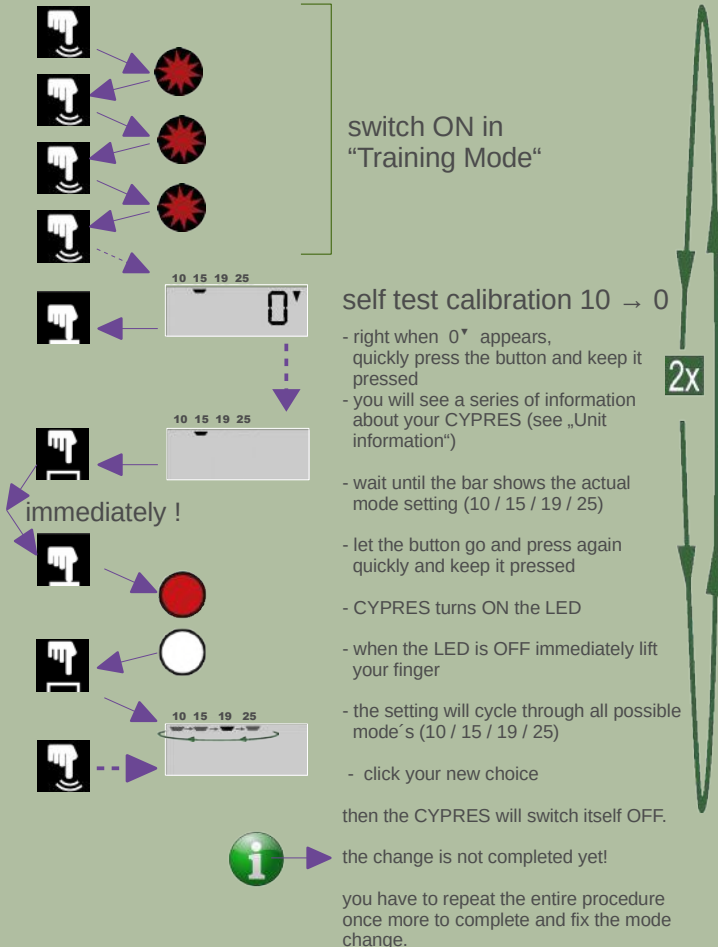 switch ON in
“Training Mode“
10 15 19 25
0▼
self test calibration 10 → 0
- right when 0▼ appears,
quickly press the button and keep it
pressed
2x
- you will see a series of information
about your CYPRES (see „Unit
information“)
10 15 19 25
- wait until the bar shows the actual
mode setting (10 / 15 / 19 / 25)
immediately !
- let the button go and press again
quickly and keep it pressed
- CYPRES turns ON the LED
- when the LED is OFF immediately lift
your finger
10 15 19 25
- the setting will cycle through all possible
mode´s (10 / 15 / 19 / 25)
- click your new choice
then the CYPRES will switch itself OFF.
i
the change is not completed yet!
you have to repeat the entire procedure
once more to complete and fix the mode
change.